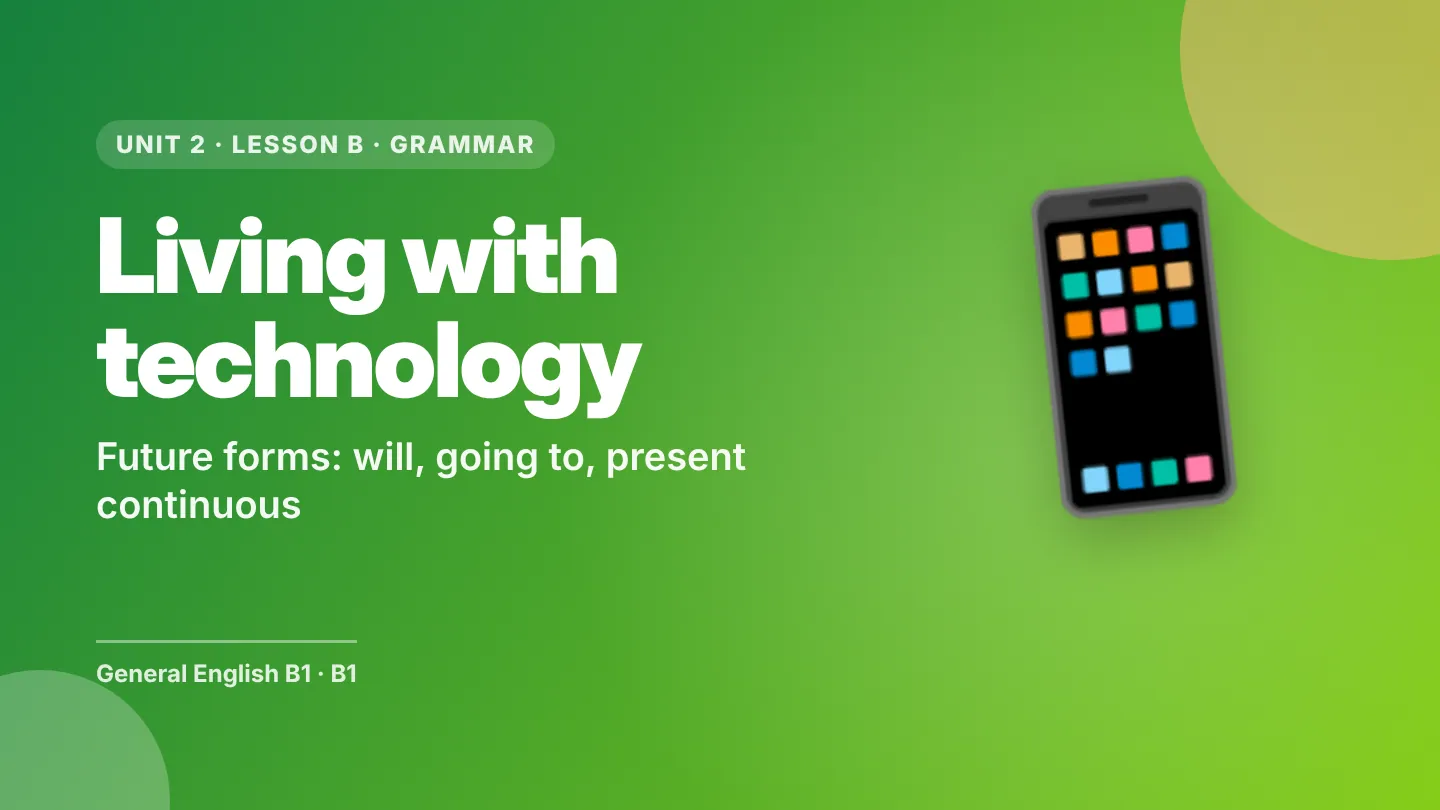 UNIT 2 · LESSON B · GRAMMAR
Living with
technology
Future forms: will, going to, present
continuous
General English B1 · B1